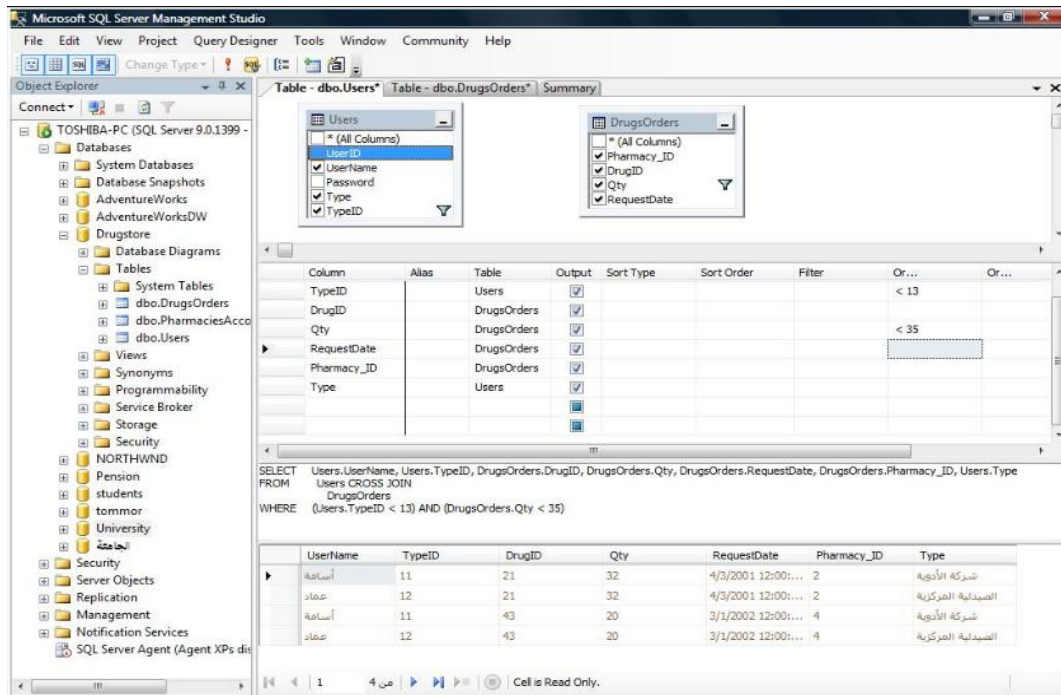 Microsoft SQL Server Management Studio
File Edit View Project Query Designer Tools Window Community Help
Change Type
Object Explorer
Table - dbo.Users* Table - dbo.DrugsOrders* Summary
Connect
TOSHIBA-PC (SQL Server 9.0.1399 -
Databases
System Databases
Database Snapshots
AdventureWorks
AdventureWorksDW
Drugstore
Database Diagrams
Tables
System Tables
dbo.DrugsOrders
dbo.PharmaciesAcco
dbo.Users
Views
Synonyms
Programmability
Service Broker
Storage
Security
NORTHWND
Pension
students
tommor
University
الجامعة
Security
Server Objects
Replication
Management
Notification Services
SQL Server Agent (Agent XPs dis
Users
* (All Columns)
UserID
UserName
Password
Type
TypeID
DrugsOrders
* (All Columns)
Pharmacy_ID
DrugID
Qty
RequestDate
Column Alias Table Output Sort Type Sort Order Filter Or... Or...
TypeID Users < 13
DrugID DrugsOrders
Qty DrugsOrders < 35
RequestDate DrugsOrders
Pharmacy_ID DrugsOrders
Type Users
SELECT Users.UserName, Users.TypeID, DrugsOrders.DrugID, DrugsOrders.Qty, DrugsOrders.RequestDate, DrugsOrders.Pharmacy_ID, Users.Type
FROM Users CROSS JOIN
DrugsOrders
WHERE (Users.TypeID < 13) AND (DrugsOrders.Qty < 35)
UserName TypeID DrugID Qty RequestDate Pharmacy_ID Type
أسامة 11 21 32 4/3/2001 12:00:... 2 شركة الأدوية
عماد 12 21 32 4/3/2001 12:00:... 2 الصيدلية المركزية
أسامة 11 43 20 3/1/2002 12:00:... 4 شركة الأدوية
عماد 12 43 20 3/1/2002 12:00:... 4 الصيدلية المركزية
1 من 4 Cell is Read Only.